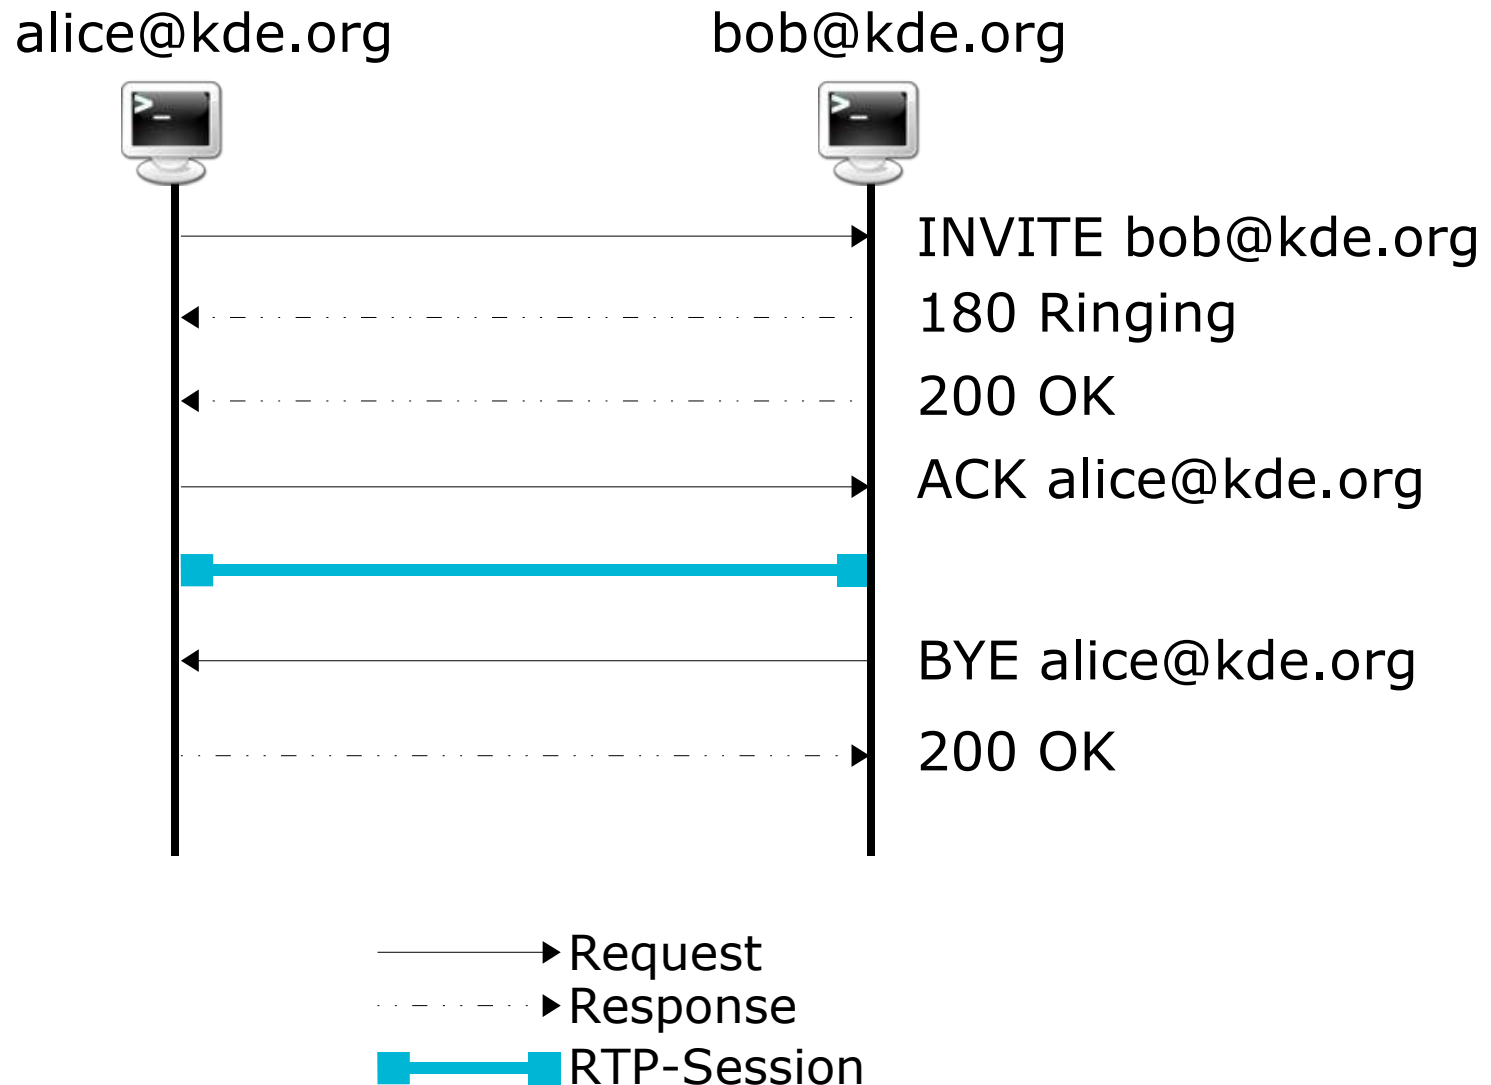 alice@kde.org
bob@kde.org
>_
>_
INVITE bob@kde.org
180 Ringing
200 OK
ACK alice@kde.org
BYE alice@kde.org
200 OK
Request
Response
RTP-Session